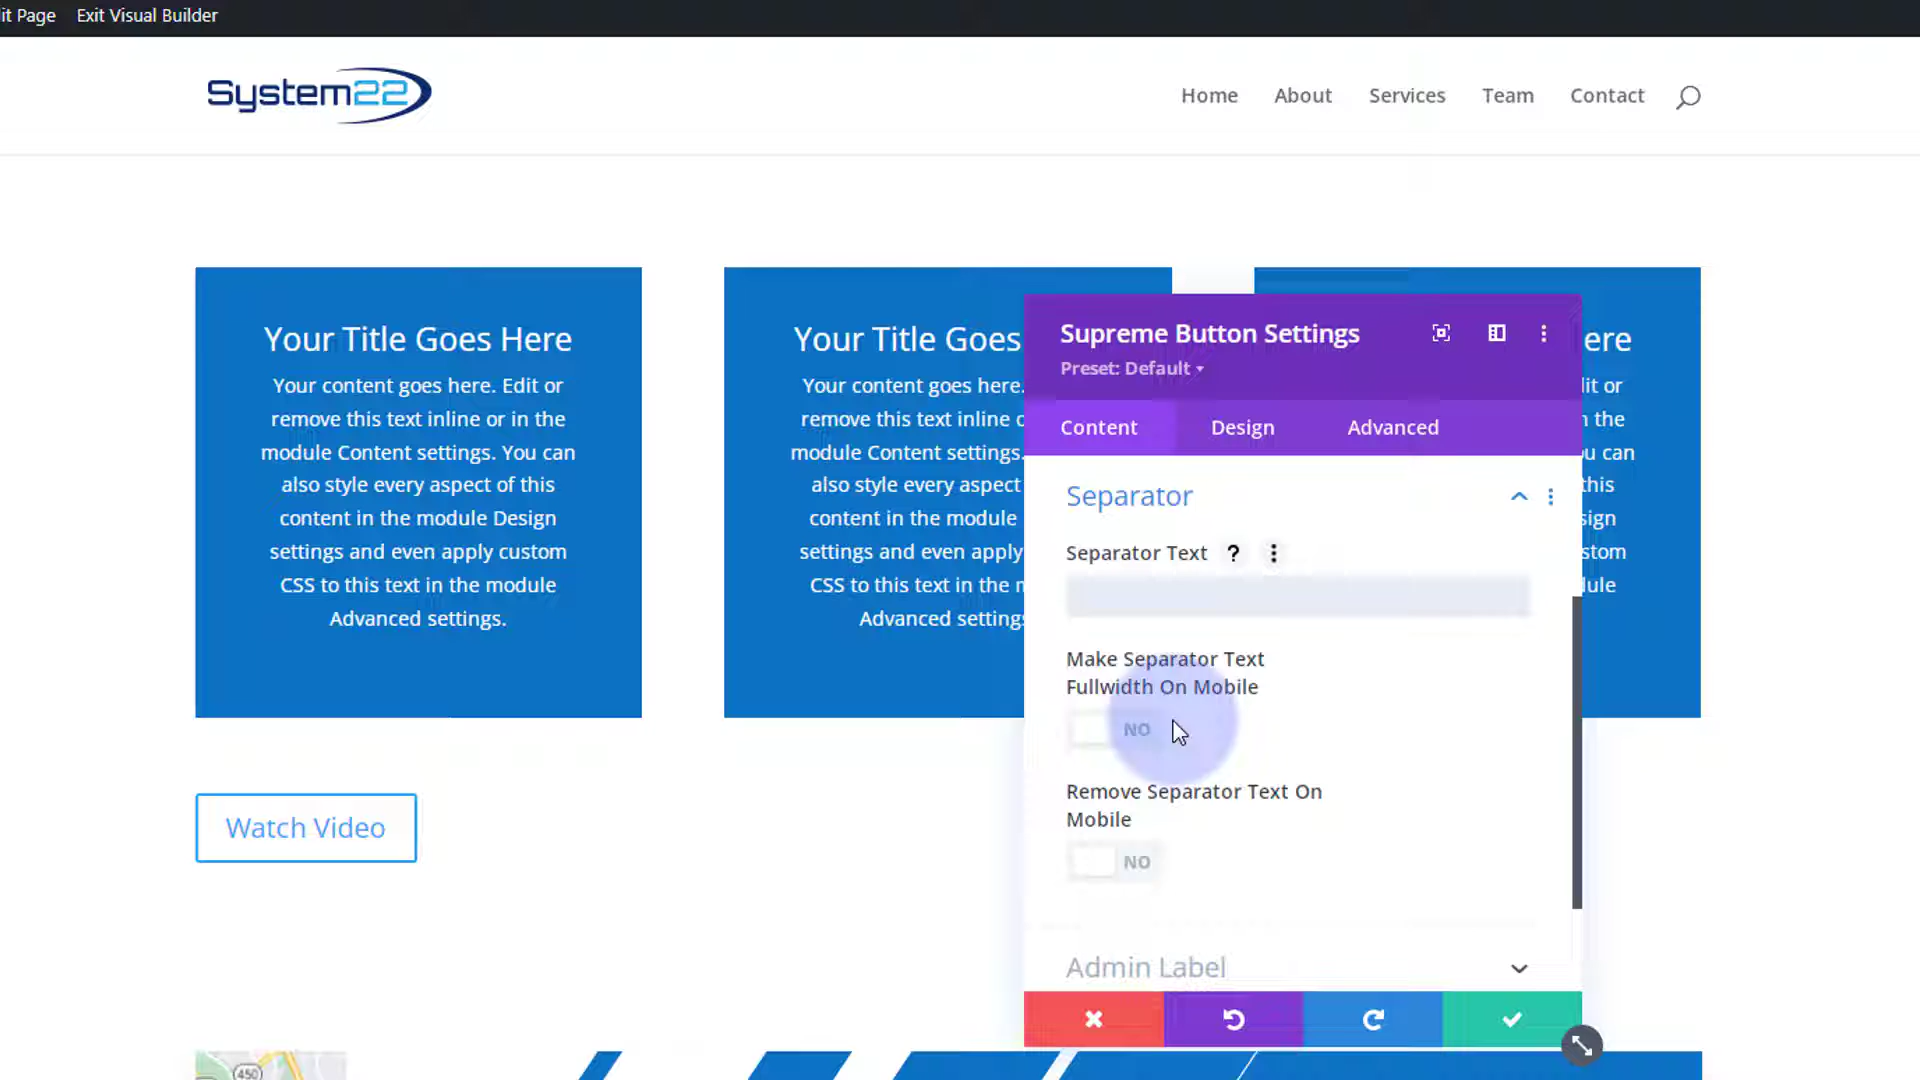 it Page Exit Visual Builder
System22
Home About Services Team Contact
Your Title Goes Here
Your content goes here. Edit or
remove this text inline or in the
module Content settings. You can
also style every aspect of this
content in the module Design
settings and even apply custom
CSS to this text in the module
Advanced settings.
Your Title Goes
Your content goes here.
remove this text inline o
module Content settings.
also style every aspect
content in the module
settings and even apply
CSS to this text in the m
Advanced settings
ere
lit or
n the
u can
this
sign
stom
dule
Supreme Button Settings
Preset: Default
Content Design Advanced
Separator
Separator Text ?
Make Separator Text
Fullwidth On Mobile
NO
Remove Separator Text On
Mobile
NO
Admin Label
Watch Video
450